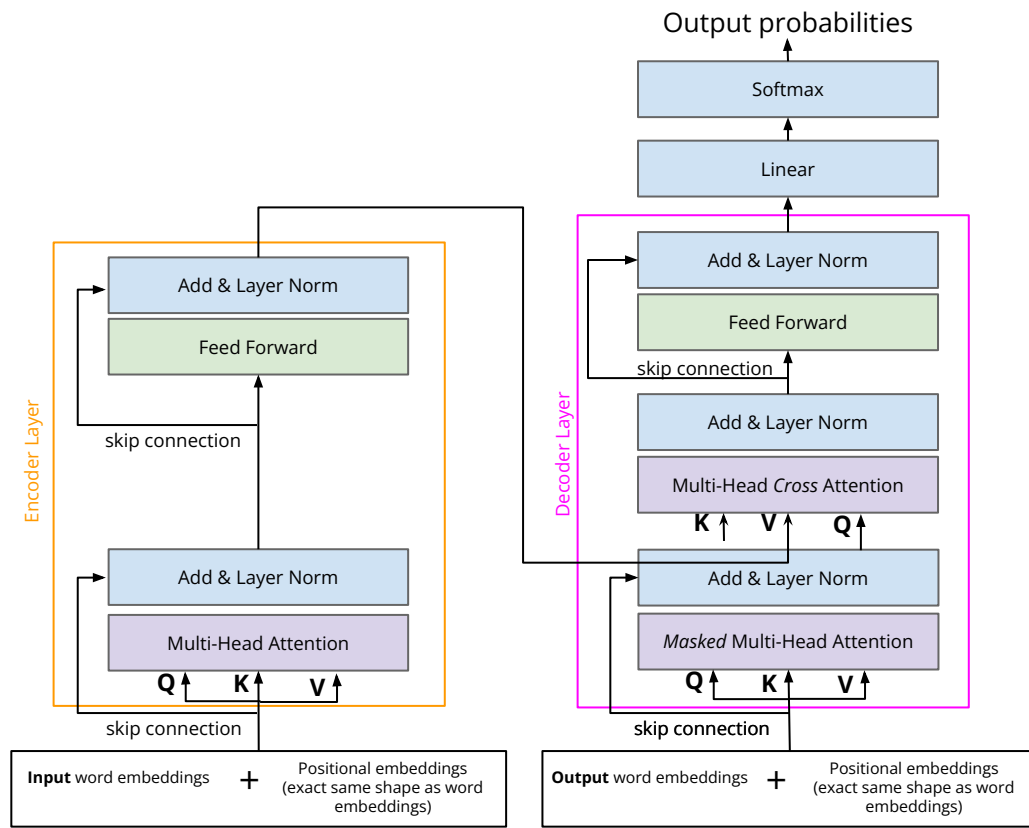 Output probabilities
Softmax
Linear
Encoder Layer
Add & Layer Norm
Feed Forward
skip connection
Add & Layer Norm
Multi-Head Attention
Q K V
skip connection
Input word embeddings + Positional embeddings
(exact same shape as word
embeddings)
Decoder Layer
Add & Layer Norm
Feed Forward
skip connection
Add & Layer Norm
Multi-Head Cross Attention
K V Q
Add & Layer Norm
Masked Multi-Head Attention
Q K V
skip connection
Output word embeddings + Positional embeddings
(exact same shape as word
embeddings)